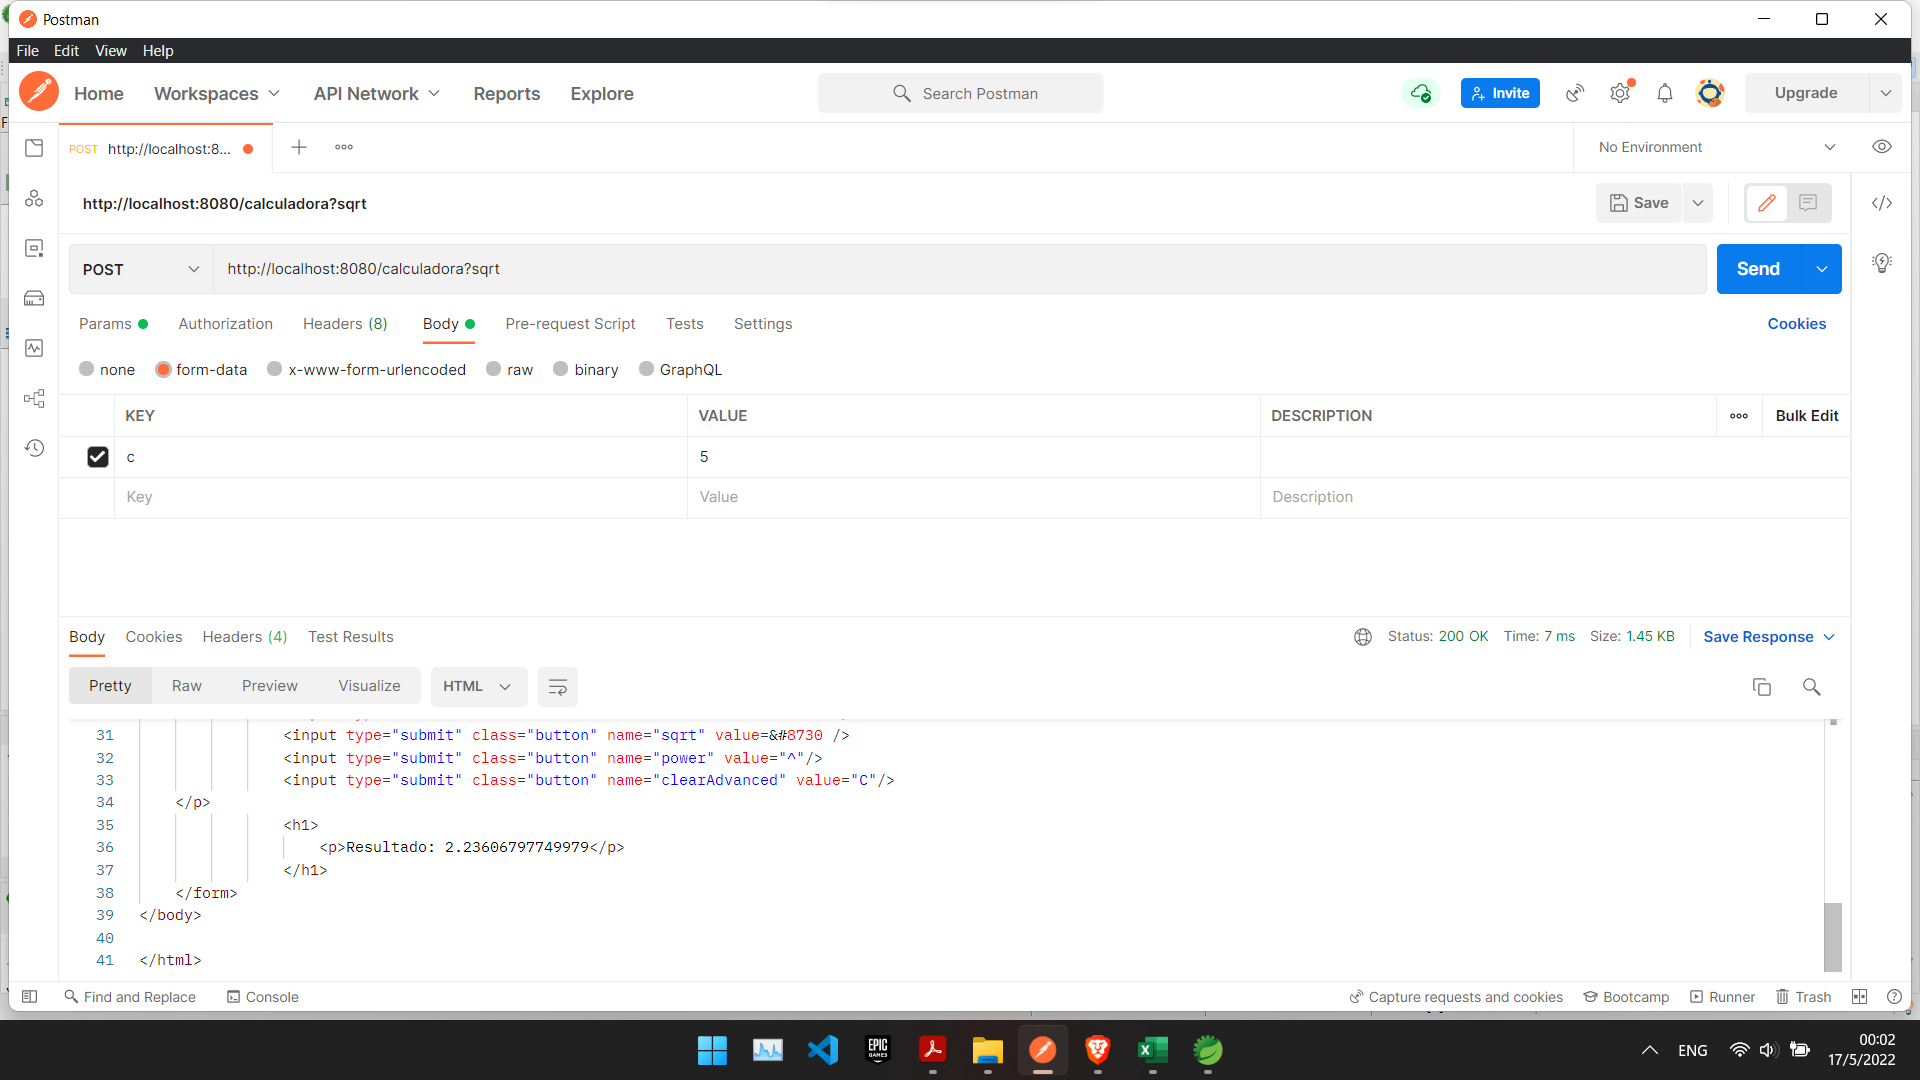 Postman
File Edit View Help
Home Workspaces API Network Reports Explore Search Postman Invite Upgrade
POST http://localhost:8... No Environment
http://localhost:8080/calculadora?sqrt Save
POST http://localhost:8080/calculadora?sqrt Send
Params Authorization Headers (8) Body Pre-request Script Tests Settings Cookies
none form-data x-www-form-urlencoded raw binary GraphQL
KEY VALUE DESCRIPTION Bulk Edit
c 5
Key Value Description
Body Cookies Headers (4) Test Results Status: 200 OK Time: 7 ms Size: 1.45 KB Save Response
Pretty Raw Preview Visualize HTML
31 <input type="submit" class="button" name="sqrt" value=&#8730 />
32 <input type="submit" class="button" name="power" value="^"/>
33 <input type="submit" class="button" name="clearAdvanced" value="C"/>
34 </p>
35 <h1>
36 <p>Resultado: 2.23606797749979</p>
37 </h1>
38 </form>
39 </body>
40
41 </html>
Find and Replace Console Capture requests and cookies Bootcamp Runner Trash
EPIC GAMES
ENG 00:02
17/5/2022